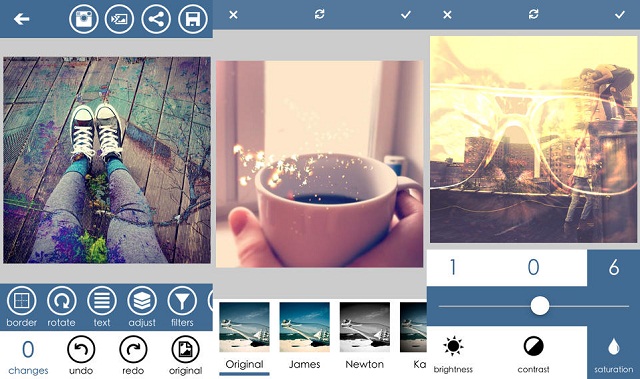 border rotate text adjust filters
0
changes undo redo original
Original James Newton Ka
1 0 6
brightness contrast saturation